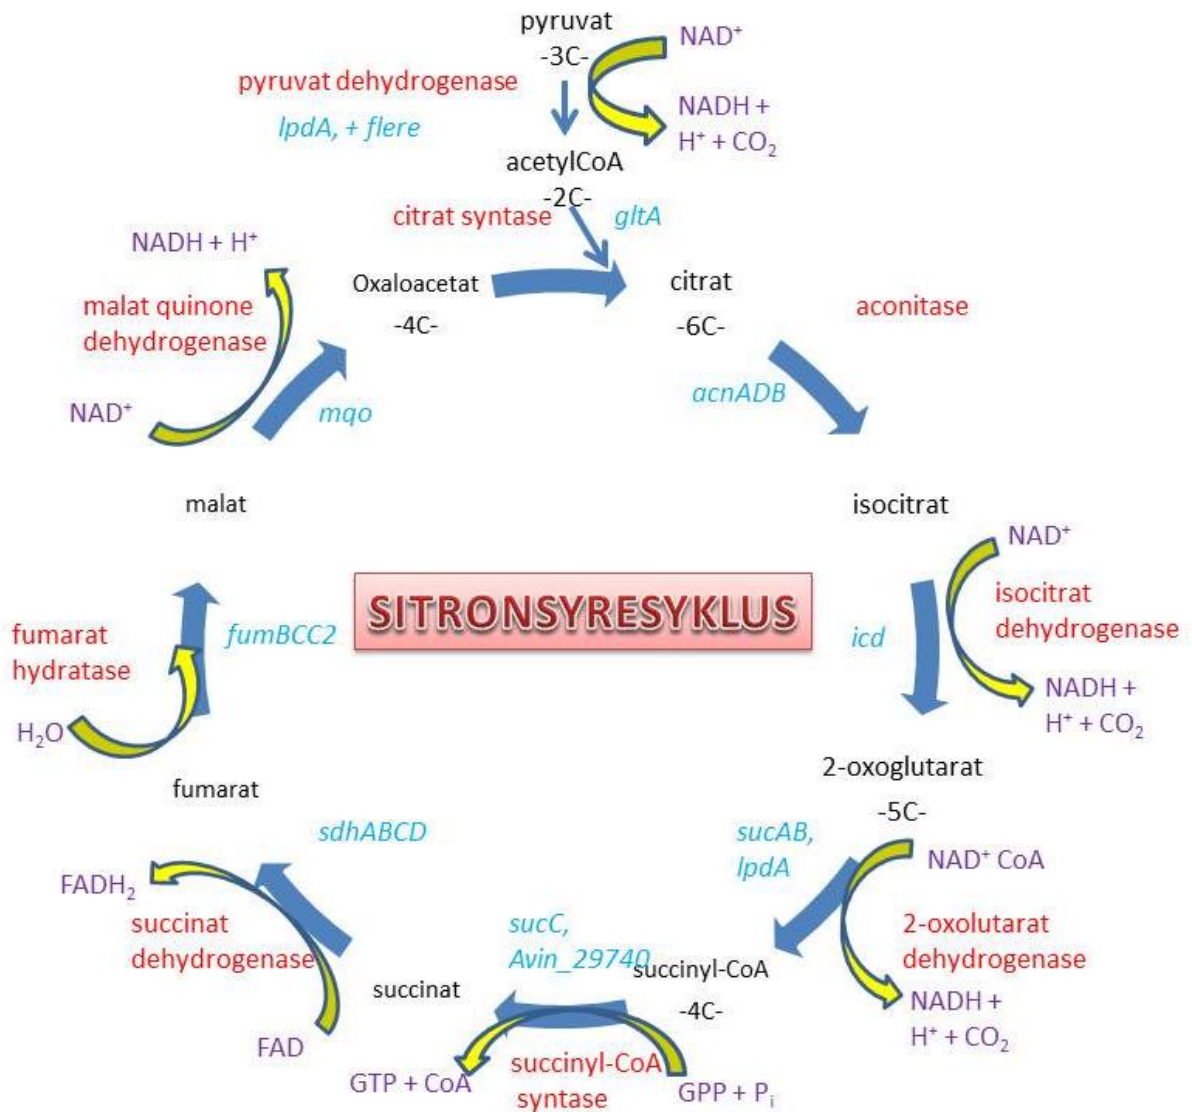 pyruvat
-3C-
NAD⁺
pyruvat dehydrogenase
lpdA, + flere
NADH +
H⁺ + CO₂
acetylCoA
-2C-
citrat syntase
gltA
NADH + H⁺
Oxaloacetat
-4C-
citrat
-6C-
aconitase
malat quinone
dehydrogenase
NAD⁺
mqo
acnADB
malat
isocitrat
NAD⁺
SITRONSYRESYKLUS
isocitrat
dehydrogenase
icd
NADH +
H⁺ + CO₂
fumarat
hydratase
fumBCC2
H₂O
fumarat
2-oxoglutarat
-5C-
sdhABCD
sucAB,
lpdA
NAD⁺ CoA
FADH₂
succinat
dehydrogenase
FAD
sucC,
Avin_29740
succinyl-CoA
-4C-
2-oxolutarat
dehydrogenase
NADH +
H⁺ + CO₂
succinat
GTP + CoA
succinyl-CoA
syntase
GPP + Pᵢ